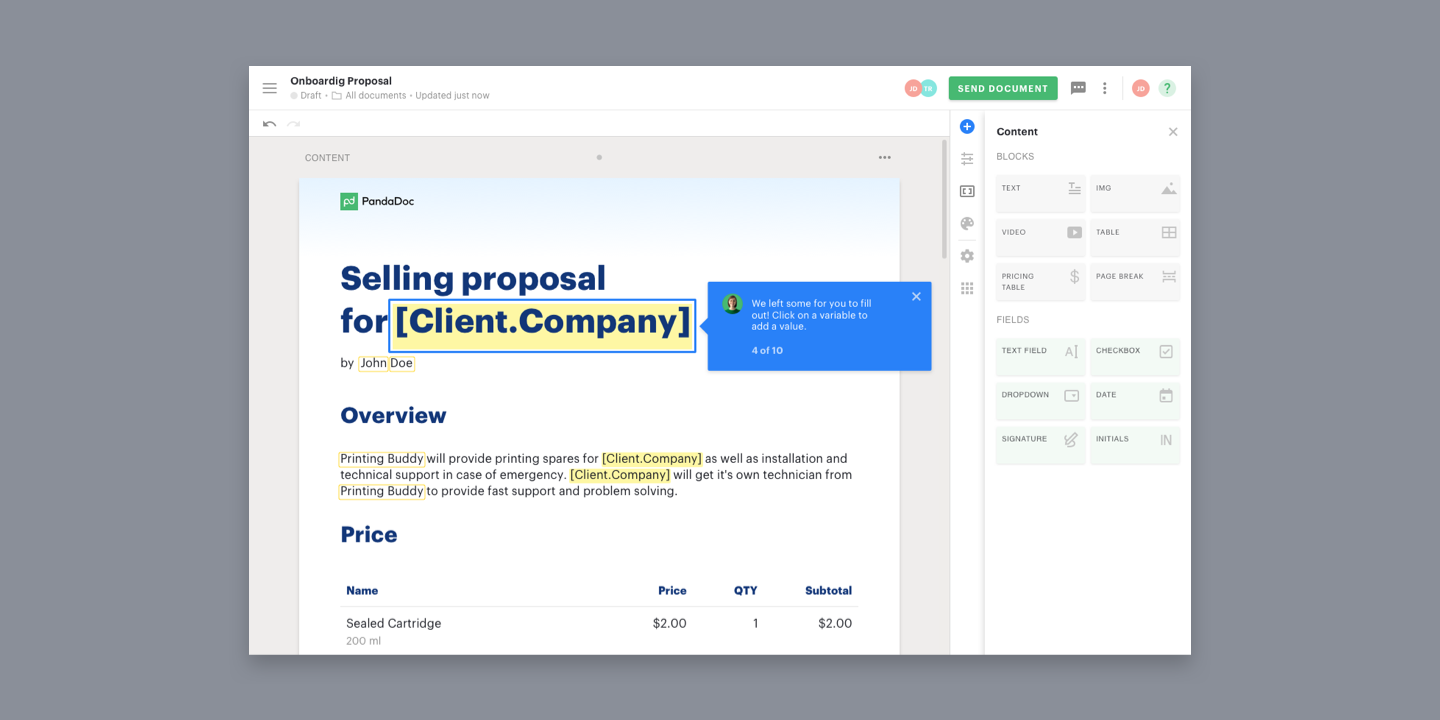 Onboardig Proposal
Draft • All documents • Updated just now
JD TR
SEND DOCUMENT
JD ?
CONTENT
pd PandaDoc
Selling proposal
for [Client.Company]
by John Doe
We left some for you to fill
out! Click on a variable to
add a value.
4 of 10
Overview
Printing Buddy will provide printing spares for [Client.Company] as well as installation and
technical support in case of emergency. [Client.Company] will get it's own technician from
Printing Buddy to provide fast support and problem solving.
Price
Name Price QTY Subtotal
Sealed Cartridge $2.00 1 $2.00
200 ml
Content
BLOCKS
TEXT
IMG
VIDEO
TABLE
PRICING
TABLE
PAGE BREAK
FIELDS
TEXT FIELD
CHECKBOX
DROPDOWN
DATE
SIGNATURE
INITIALS IN